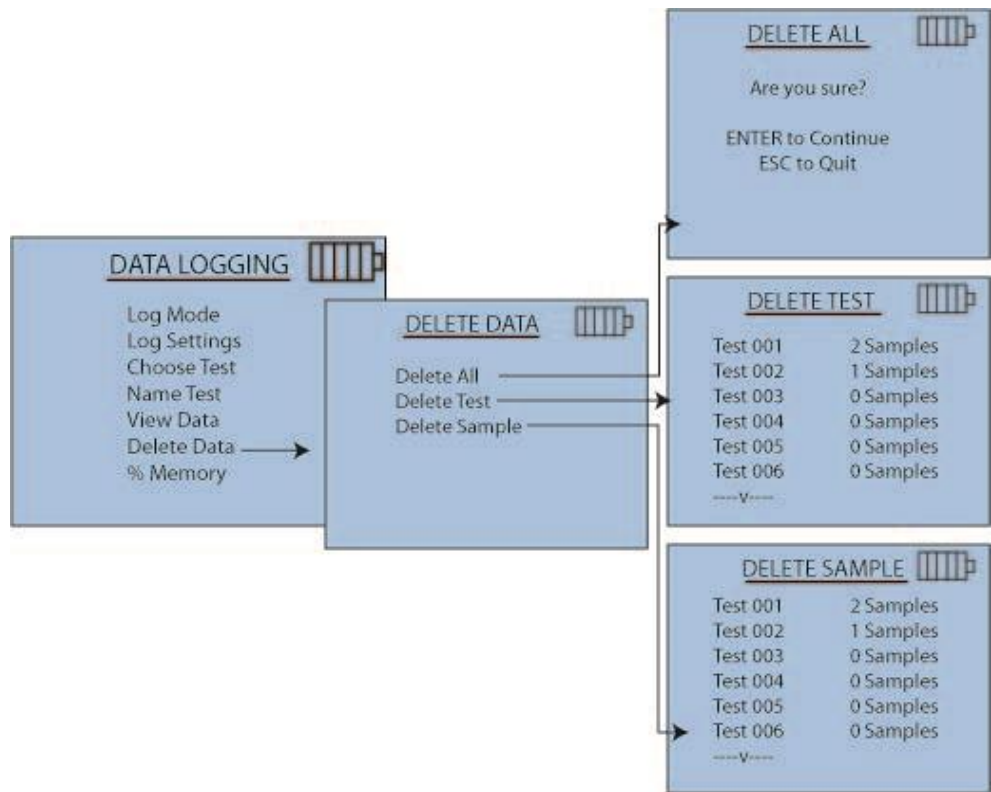 DATA LOGGING
Log Mode
Log Settings
Choose Test
Name Test
View Data
Delete Data
% Memory
DELETE DATA
Delete All
Delete Test
Delete Sample
DELETE ALL
Are you sure?
ENTER to Continue
ESC to Quit
DELETE TEST
Test 001 2 Samples
Test 002 1 Samples
Test 003 0 Samples
Test 004 0 Samples
Test 005 0 Samples
Test 006 0 Samples
----v----
DELETE SAMPLE
Test 001 2 Samples
Test 002 1 Samples
Test 003 0 Samples
Test 004 0 Samples
Test 005 0 Samples
Test 006 0 Samples
----v----